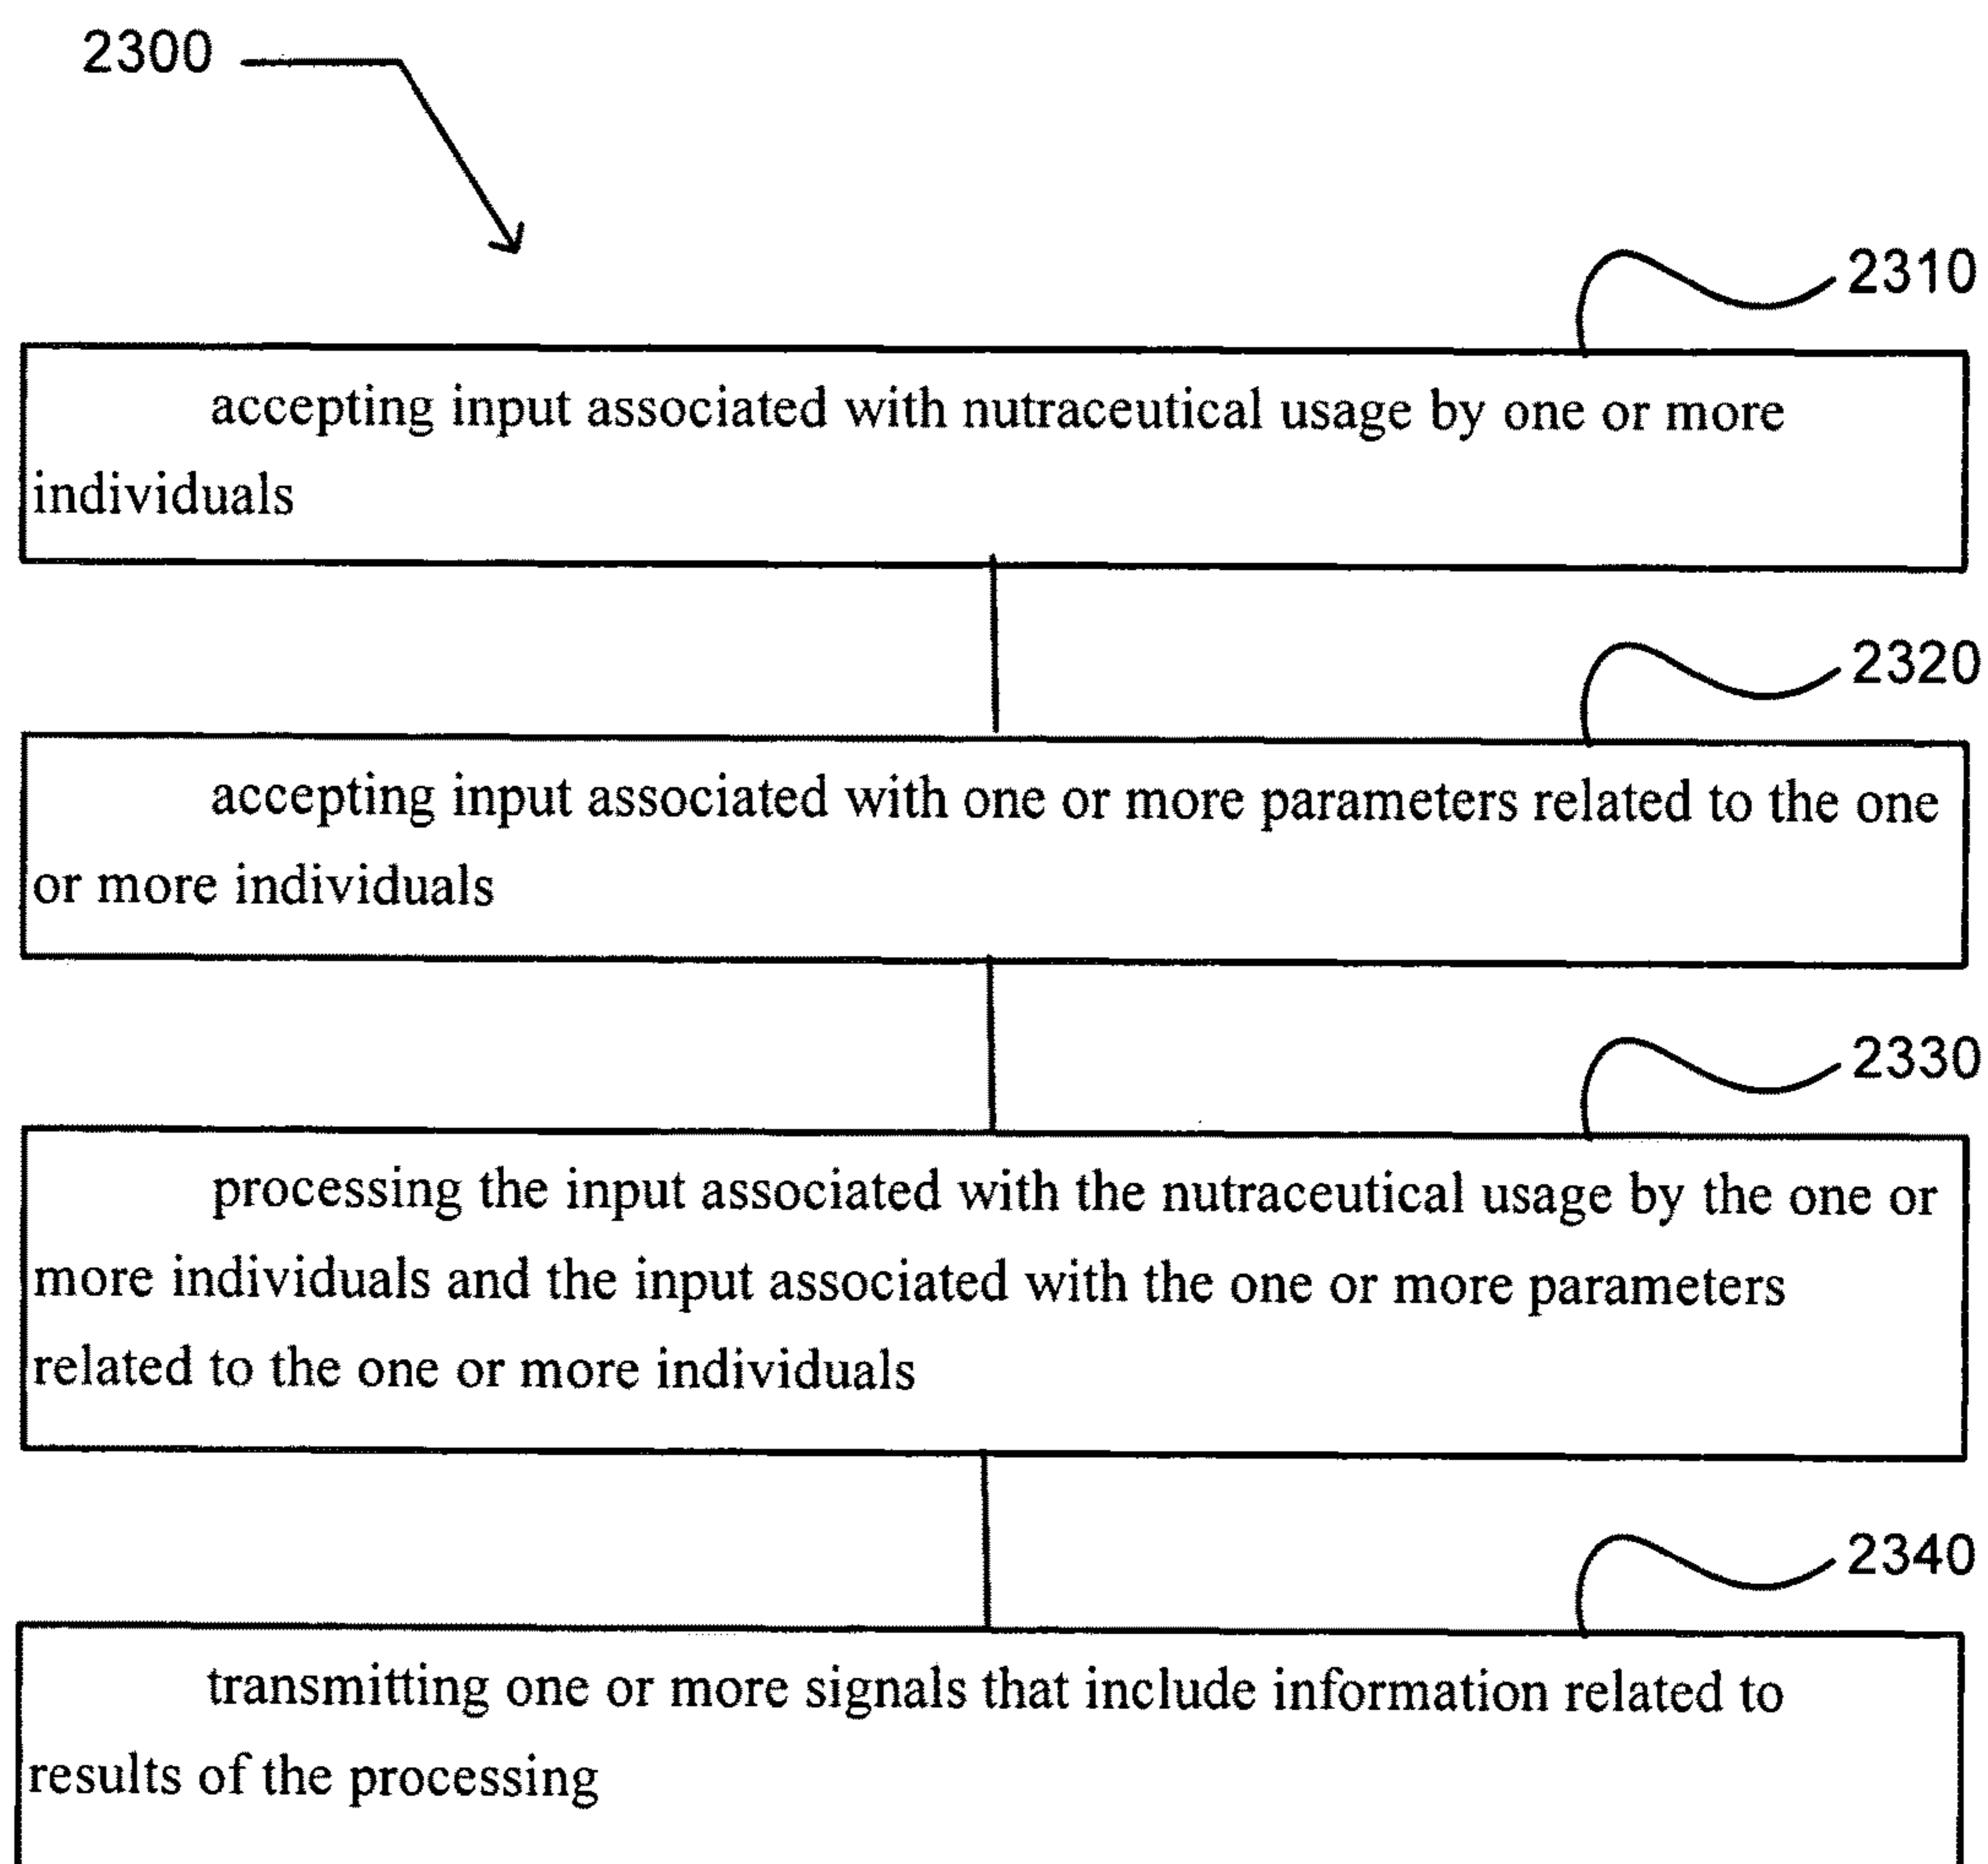 2300
2310
accepting input associated with nutraceutical usage by one or more
individuals
2320
accepting input associated with one or more parameters related to the one
or more individuals
2330
processing the input associated with the nutraceutical usage by the one or
more individuals and the input associated with the one or more parameters
related to the one or more individuals
2340
transmitting one or more signals that include information related to
results of the processing